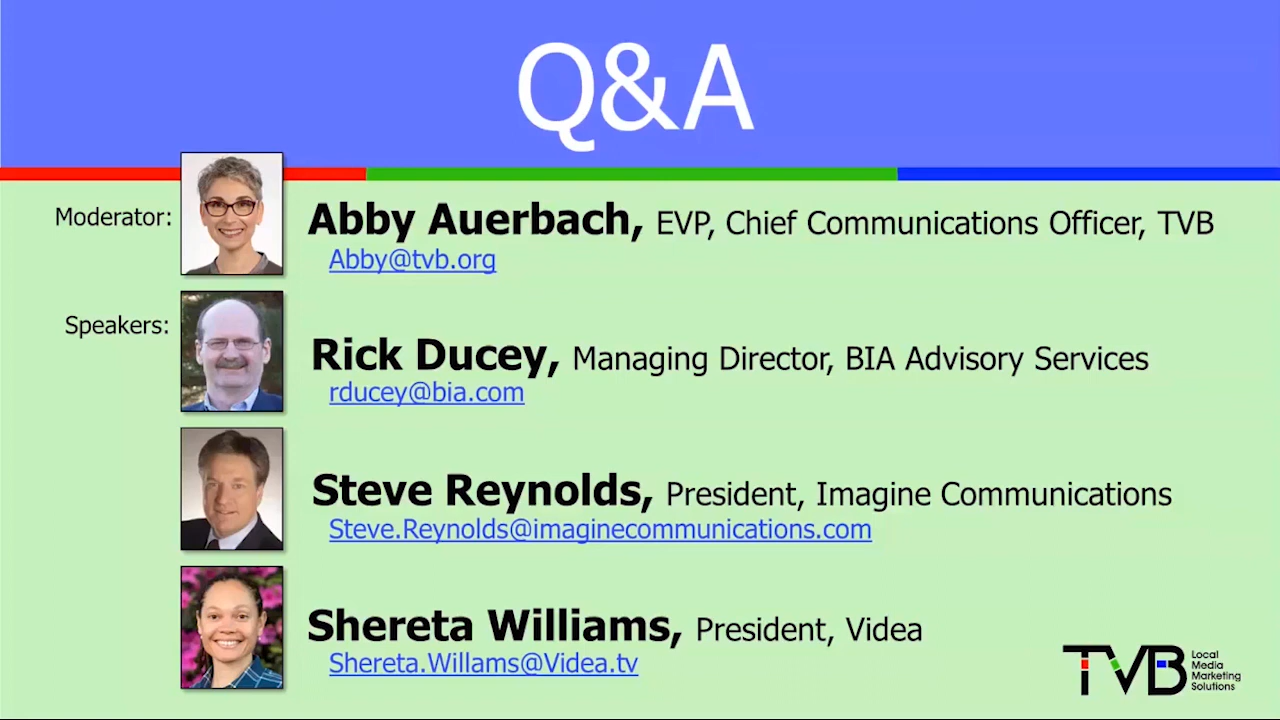 Q&A
Moderator:
Abby Auerbach, EVP, Chief Communications Officer, TVB
Abby@tvb.org
Speakers:
Rick Ducey, Managing Director, BIA Advisory Services
rducey@bia.com
Steve Reynolds, President, Imagine Communications
Steve.Reynolds@imaginecommunications.com
Shereta Williams, President, Videa
Shereta.Willams@Videa.tv
TVB
Local
Media
Marketing
Solutions